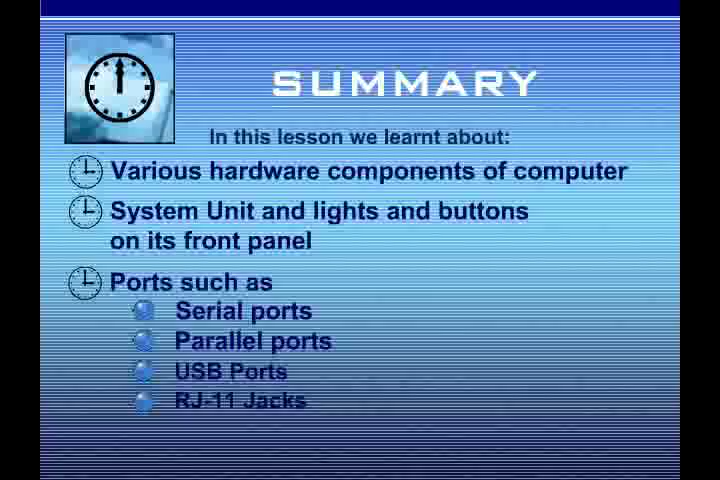 SUMMARY
In this lesson we learnt about:
Various hardware components of computer
System Unit and lights and buttons
on its front panel
Ports such as
Serial ports
Parallel ports
USB Ports
RJ-11 Jacks